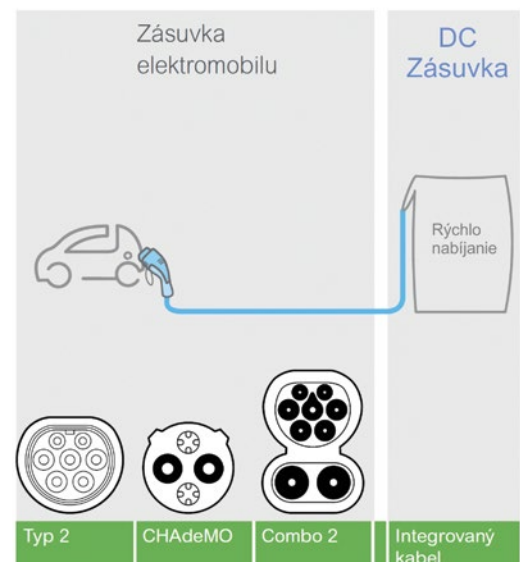 Zásuvka
elektromobilu
DC
Zásuvka
Rýchlo
nabíjanie
Typ 2
CHAdeMO
Combo 2
Integrovaný
kabel